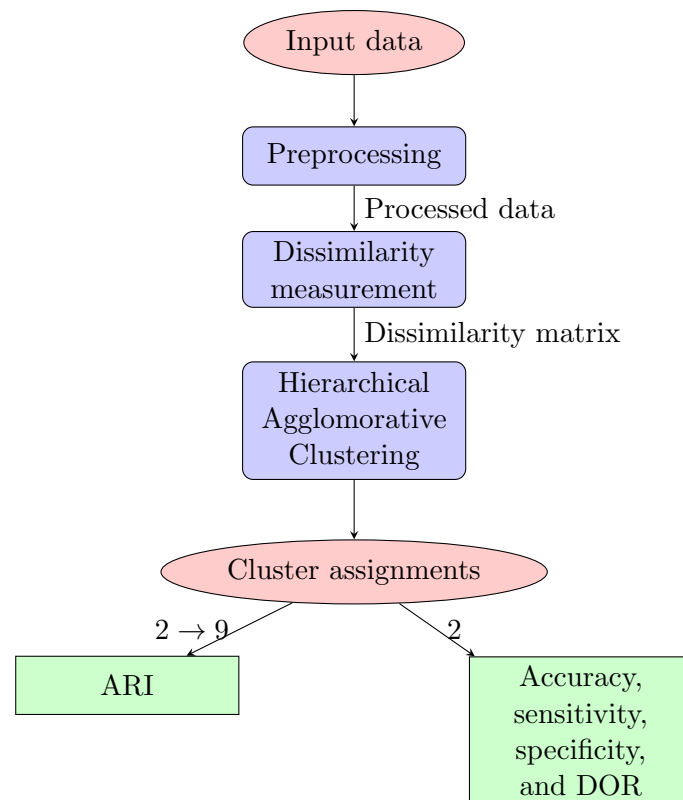 Input data
Preprocessing
Processed data
Dissimilarity
measurement
Dissimilarity matrix
Hierarchical
Agglomorative
Clustering
Cluster assignments
2 → 9
2
ARI
Accuracy,
sensitivity,
specificity,
and DOR